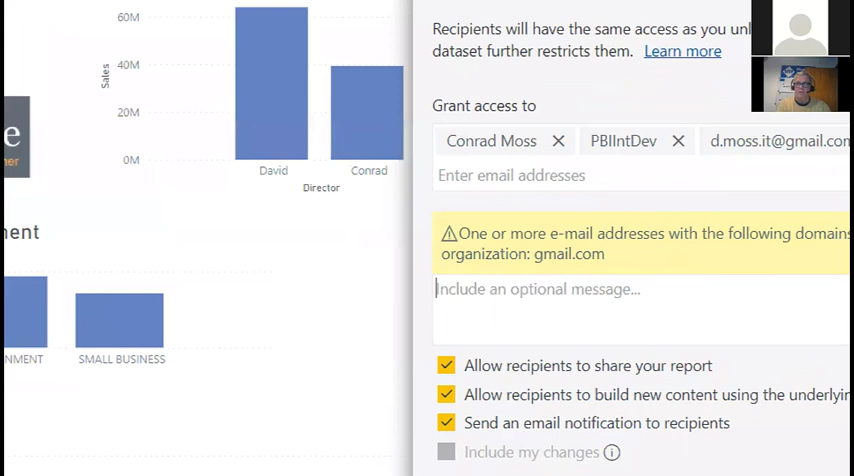 60M
40M
20M
0M
Sales
David
Conrad
Director
e
ner
nent
NMENT
SMALL BUSINESS
Recipients will have the same access as you unl
dataset further restricts them. Learn more
Grant access to
Conrad Moss
PBIIntDev
d.moss.it@gmail.com
Enter email addresses
One or more e-mail addresses with the following domains
organization: gmail.com
Include an optional message...
Allow recipients to share your report
Allow recipients to build new content using the underlyin
Send an email notification to recipients
Include my changes